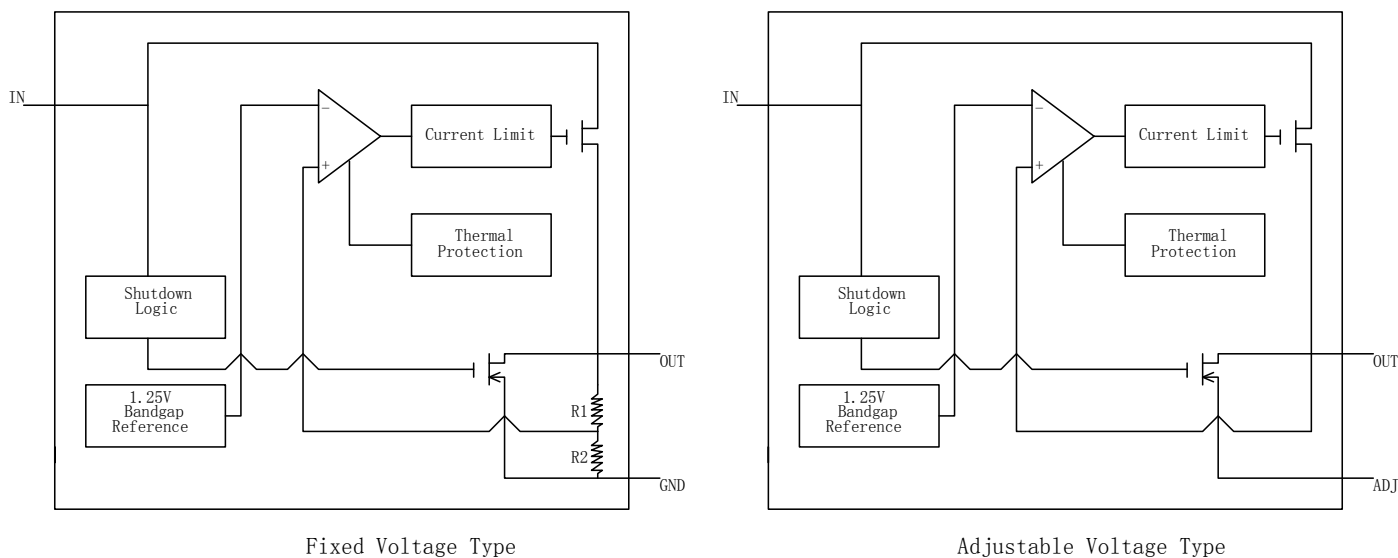 IN
−
+
Current Limit
Thermal
Protection
Shutdown
Logic
1.25V
Bandgap
Reference
R1
R2
OUT
GND
Fixed Voltage Type
IN
−
+
Current Limit
Thermal
Protection
Shutdown
Logic
1.25V
Bandgap
Reference
OUT
ADJ
Adjustable Voltage Type